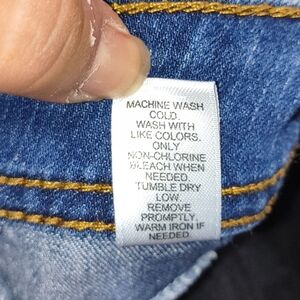 MACHINE WASH
COLD.
WASH WITH
LIKE COLORS.
ONLY
NON-CHLORINE
BLEACH WHEN
NEEDED.
TUMBLE DRY
LOW.
REMOVE
PROMPTLY.
WARM IRON IF
NEEDED